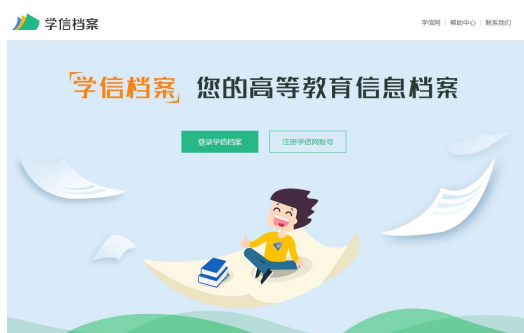 学信档案
学信网 | 帮助中心 | 联系我们
「学信档案」 您的高等教育信息档案
登录学信档案
注册学信网账号